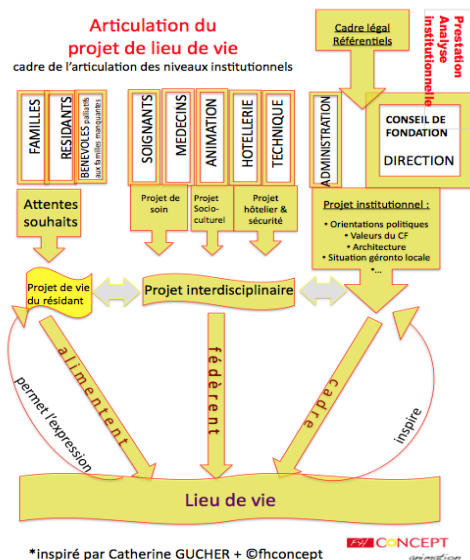 Articulation du
projet de lieu de vie
cadre de l'articulation des niveaux institutionnels
Cadre légal
Référentiels
Prestation
Analyse
institutionnelle
FAMILLES
RESIDANTS
BENEVOLES palliatifs
aux familles manquantes
SOIGNANTS
MEDECINS
ANIMATION
HOTELLERIE
TECHNIQUE
ADMINISTRATION
CONSEIL DE
FONDATION
DIRECTION
Attentes
souhaits
Projet de
soin
Projet
Socio-
culturel
Projet
hôtelier &
sécurité
Projet institutionnel :
• Orientations politiques
• Valeurs du CF
• Architecture
• Situation géronto locale
•...
Projet de vie
du résidant
Projet interdisciplinaire
alimentent
fédèrent
cadre
permet l'expression
inspire
Lieu de vie
*inspiré par Catherine GUCHER + ©fhconcept
CONCEPT
animation